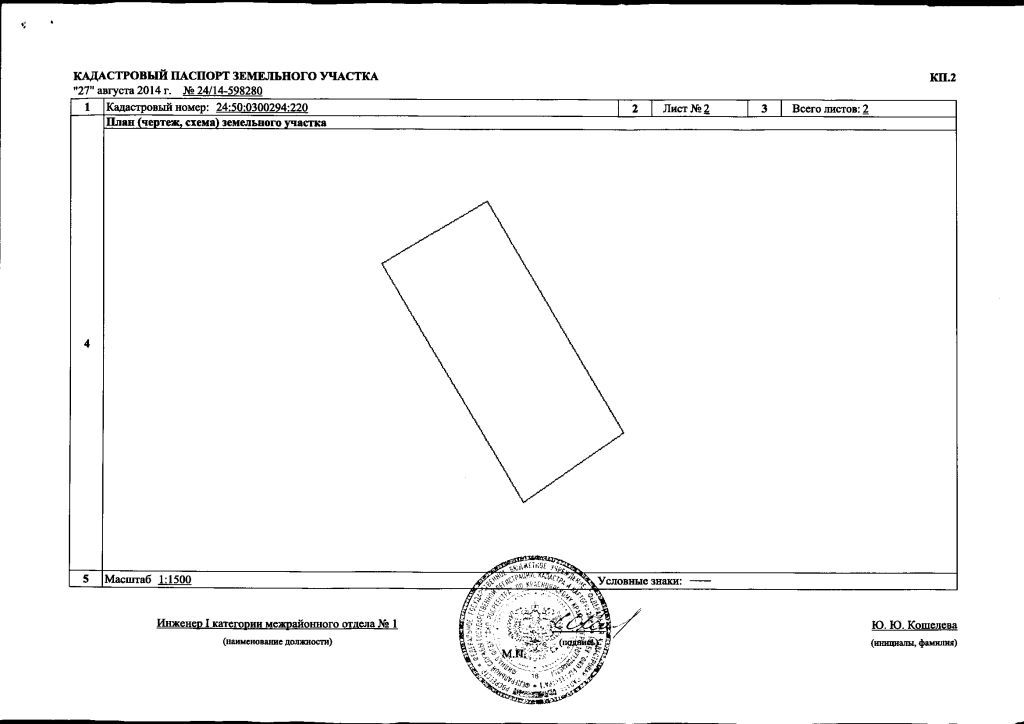 КАДАСТРОВЫЙ ПАСПОРТ ЗЕМЕЛЬНОГО УЧАСТКА
КП.2
"27" августа 2014 г. № 24/14-598280
1 Кадастровый номер: 24:50:0300294:220 2 Лист № 2 3 Всего листов: 2
План (чертеж, схема) земельного участка
4
5 Масштаб 1:1500 Условные знаки:
Инженер I категории межрайонного отдела № 1 Ю. Ю. Кошелева
(наименование должности) (подпись) (инициалы, фамилия)
М.П.